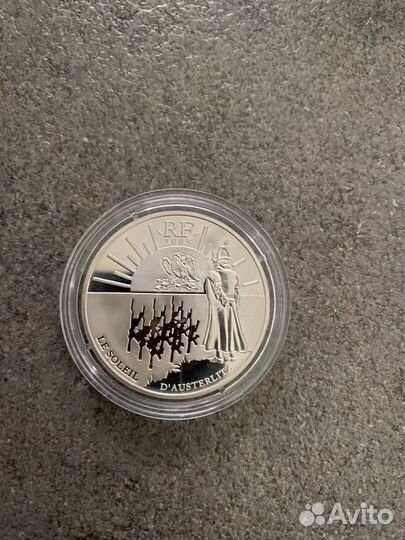 RF
2005
LE SOLEIL
D'AUSTERLITZ
Avito